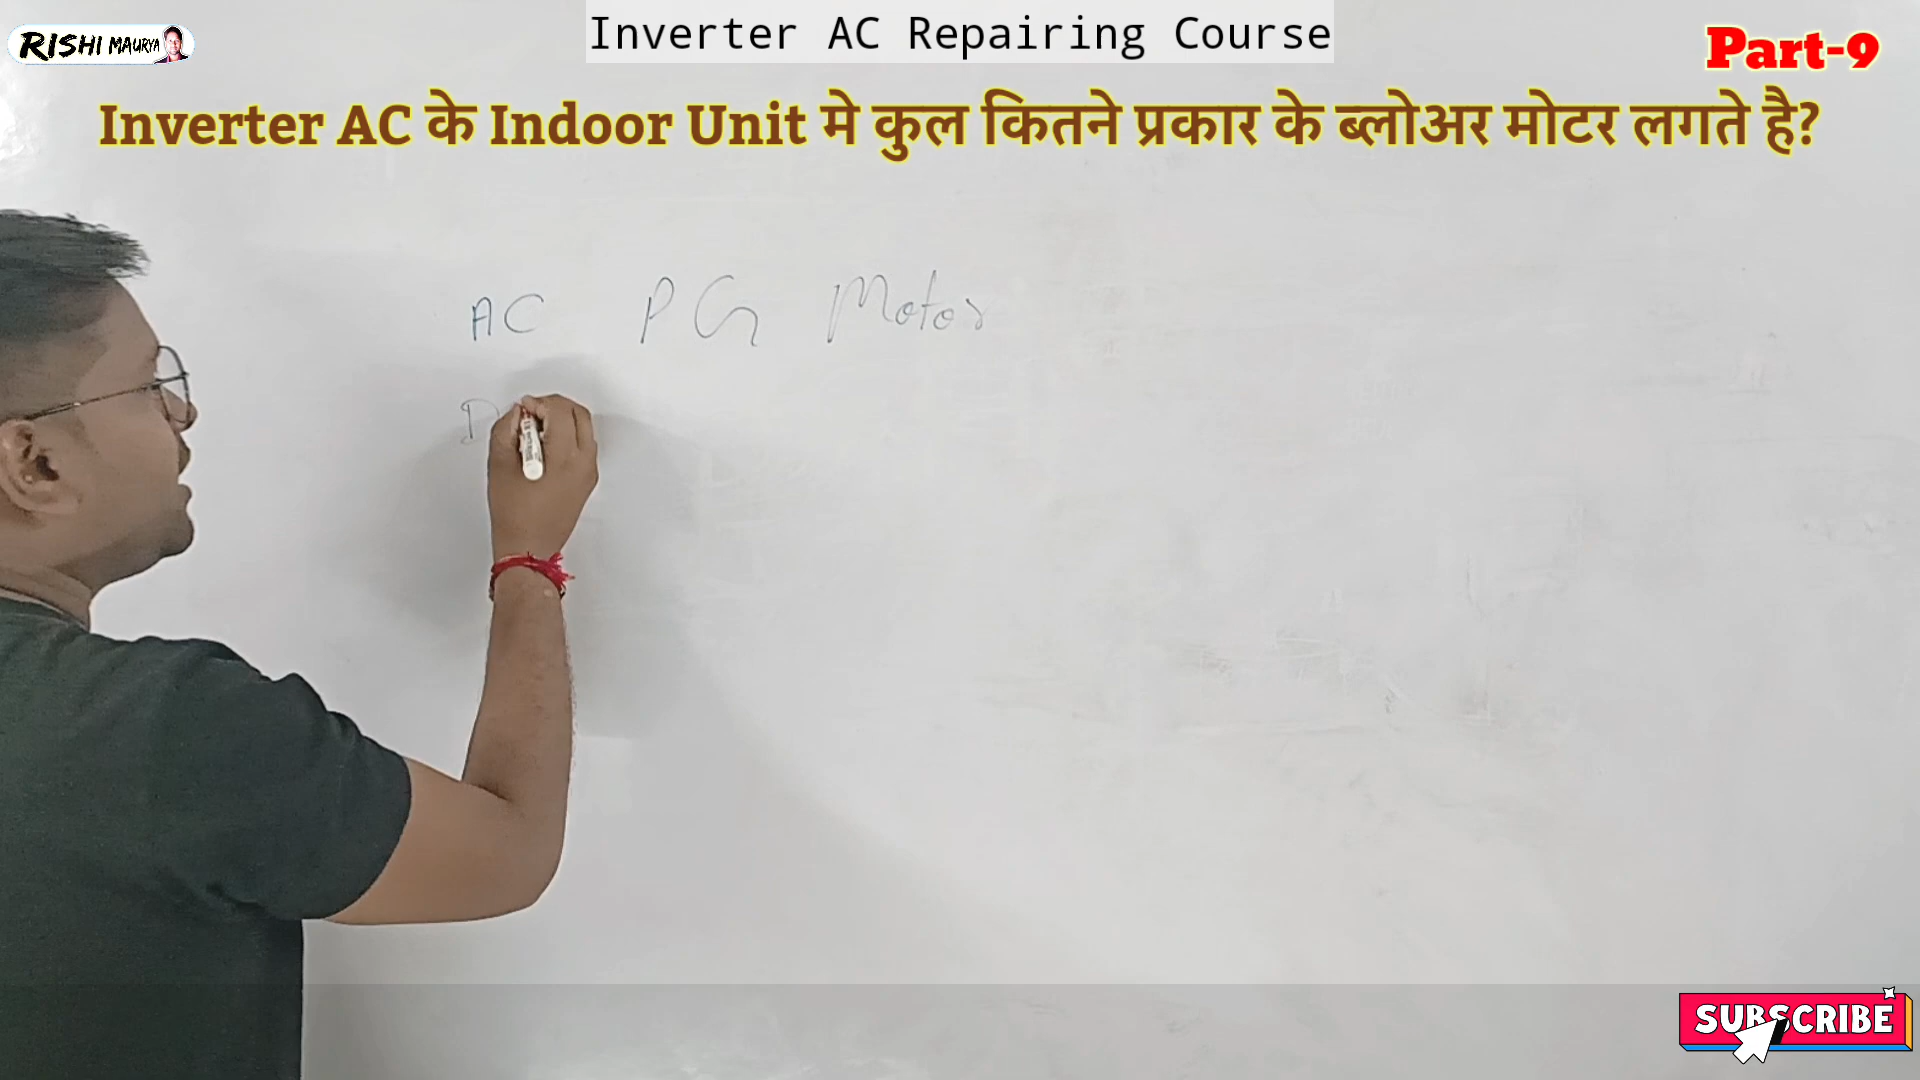 RISHI MAURYA
Inverter AC Repairing Course
Part-9
Inverter AC के Indoor Unit मे कुल कितने प्रकार के ब्लोअर मोटर लगते है?
AC PG Motor
D
SUBSCRIBE